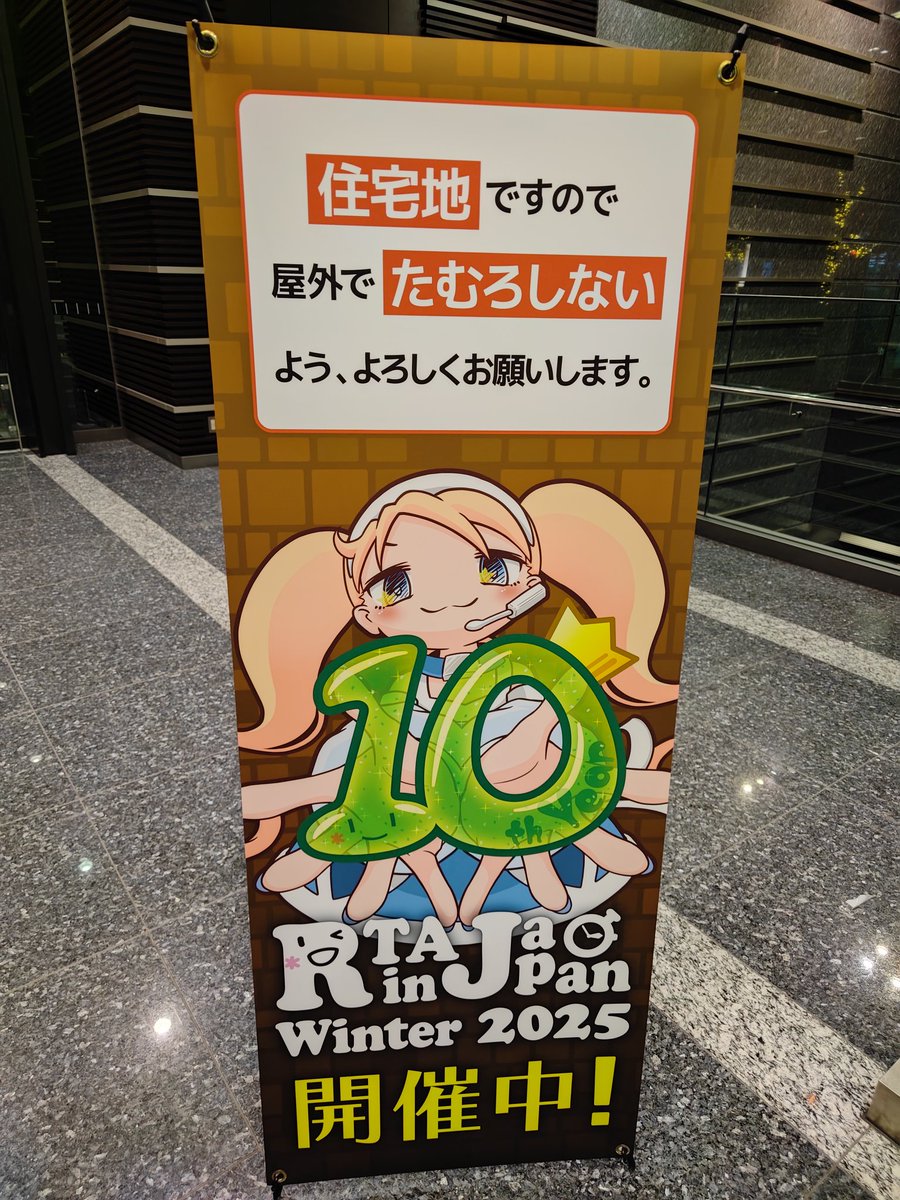 住宅地ですので
屋外でたむろしない
よう、よろしくお願いします。
10
th Year
RTA in Japan
Winter 2025
開催中!